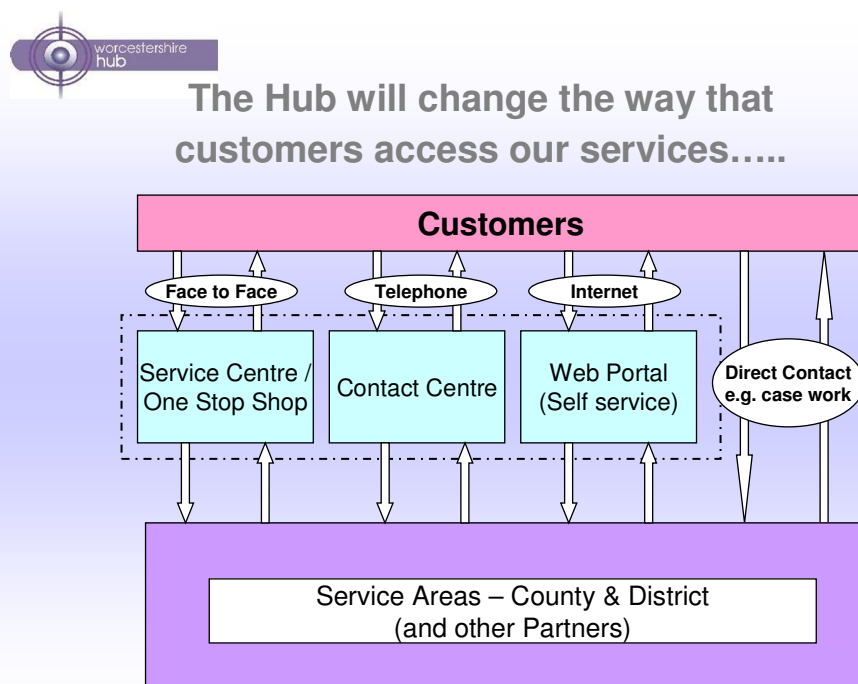 worcestershire
hub
The Hub will change the way that
customers access our services…..
Customers
Face to Face
Telephone
Internet
Service Centre /
One Stop Shop
Contact Centre
Web Portal
(Self service)
Direct Contact
e.g. case work
Service Areas – County & District
(and other Partners)